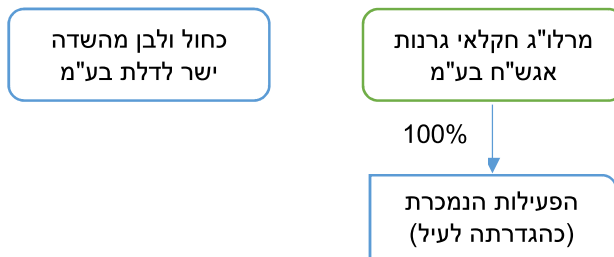 מרלו"ג חקלאי גרנות
אגש"ח בע"מ
כחול ולבן מהשדה
ישר לדלת בע"מ
100%
הפעילות הנמכרת
(כהגדרתה לעיל)